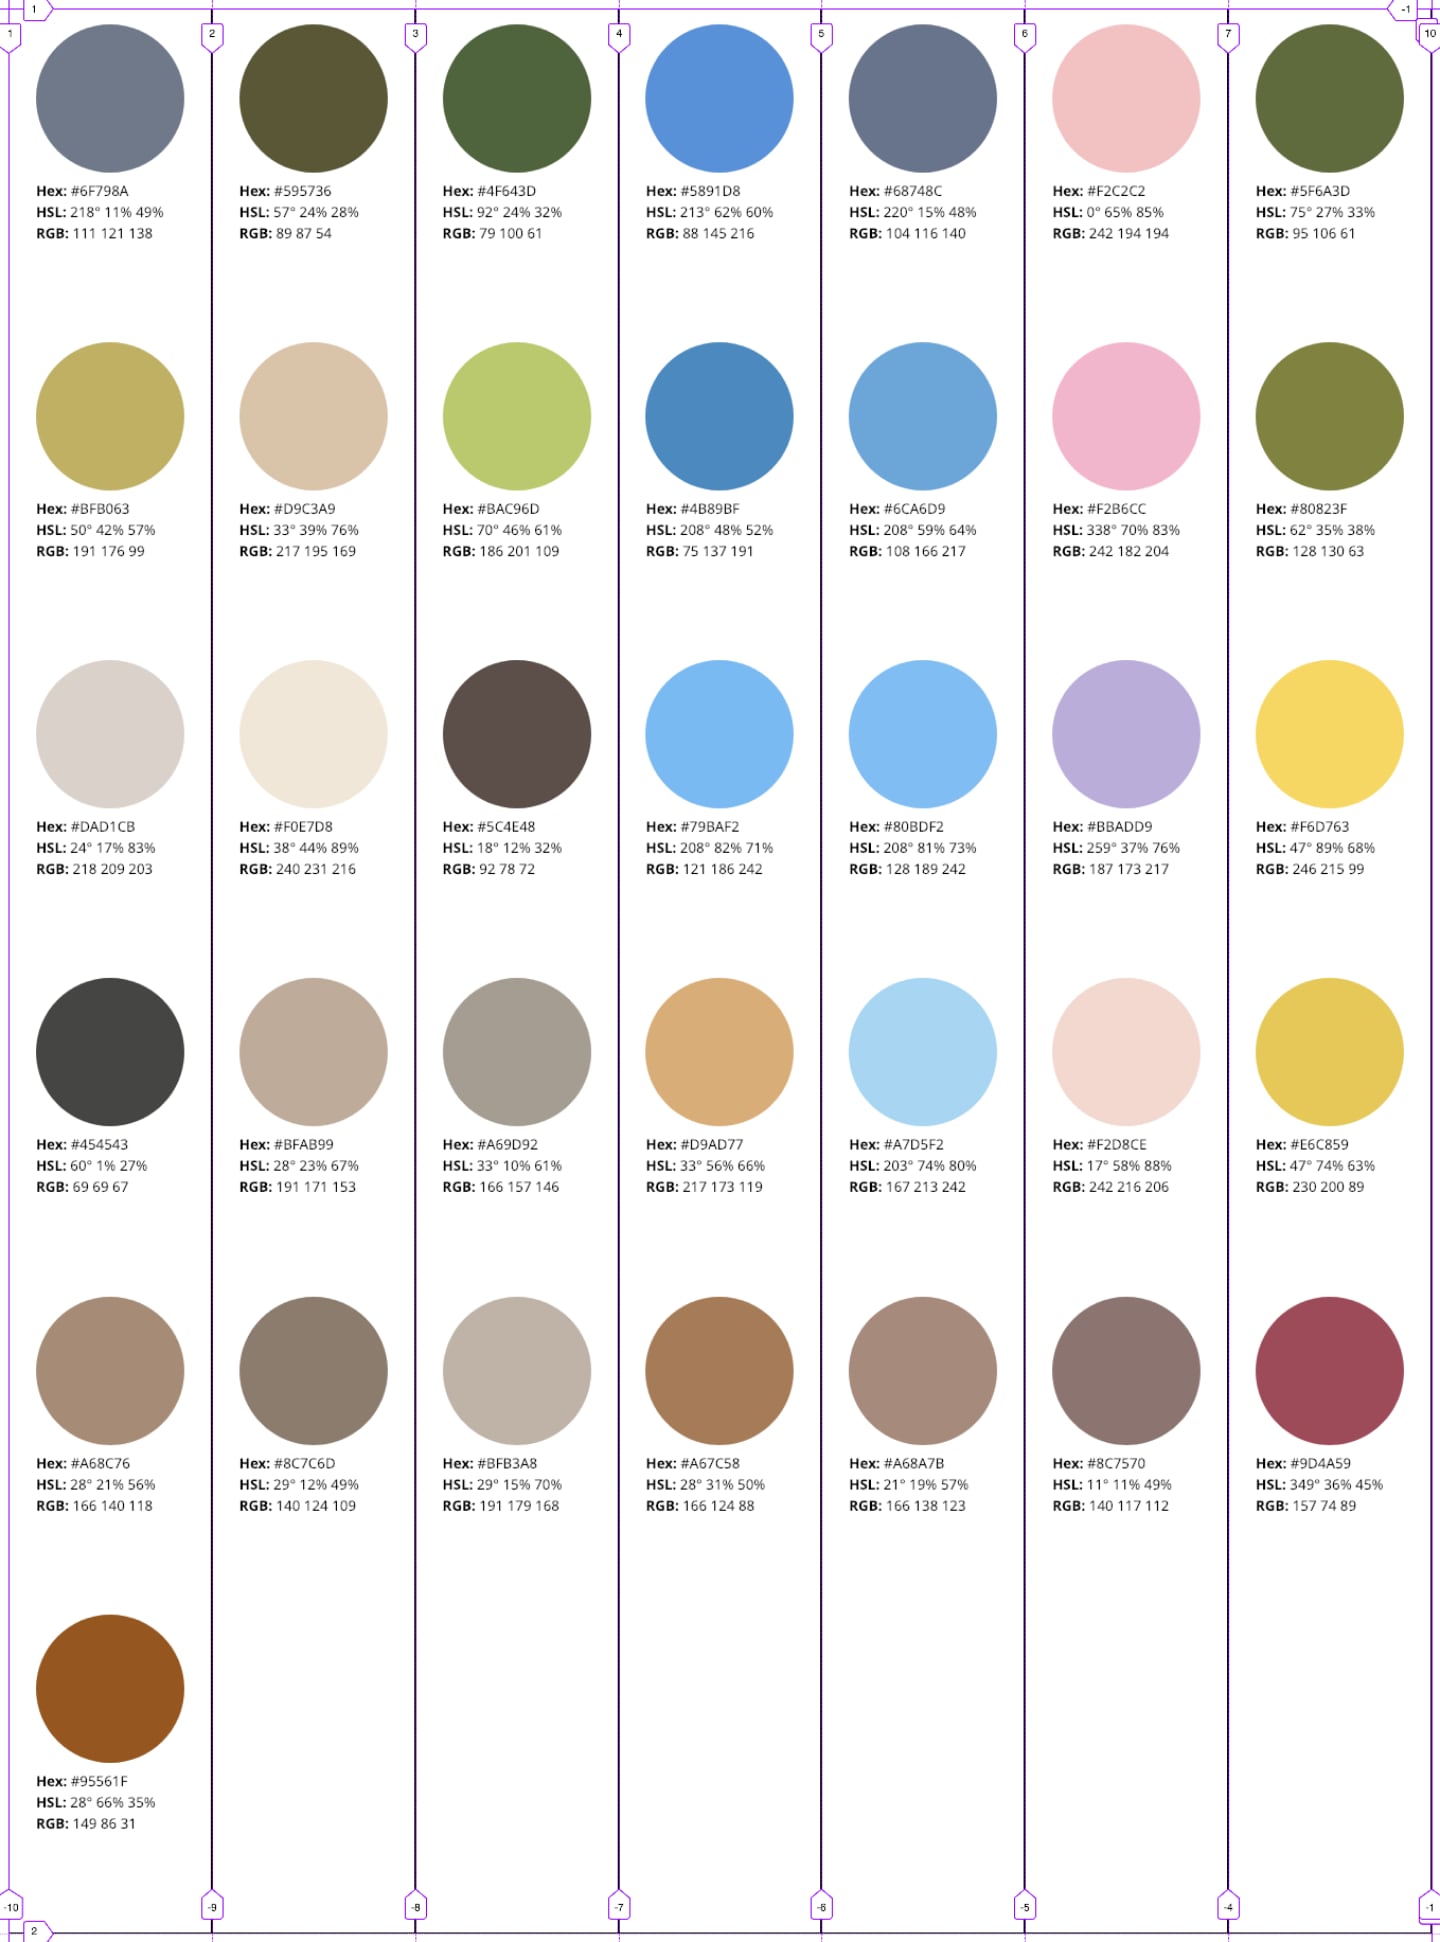 1
-1
1
2
3
4
5
6
7
10
Hex: #6F798A
HSL: 218° 11% 49%
RGB: 111 121 138
Hex: #595736
HSL: 57° 24% 28%
RGB: 89 87 54
Hex: #4F643D
HSL: 92° 24% 32%
RGB: 79 100 61
Hex: #5891D8
HSL: 213° 62% 60%
RGB: 88 145 216
Hex: #68748C
HSL: 220° 15% 48%
RGB: 104 116 140
Hex: #F2C2C2
HSL: 0° 65% 85%
RGB: 242 194 194
Hex: #5F6A3D
HSL: 75° 27% 33%
RGB: 95 106 61
Hex: #BFB063
HSL: 50° 42% 57%
RGB: 191 176 99
Hex: #D9C3A9
HSL: 33° 39% 76%
RGB: 217 195 169
Hex: #BAC96D
HSL: 70° 46% 61%
RGB: 186 201 109
Hex: #4B89BF
HSL: 208° 48% 52%
RGB: 75 137 191
Hex: #6CA6D9
HSL: 208° 59% 64%
RGB: 108 166 217
Hex: #F2B6CC
HSL: 338° 70% 83%
RGB: 242 182 204
Hex: #80823F
HSL: 62° 35% 38%
RGB: 128 130 63
Hex: #DAD1CB
HSL: 24° 17% 83%
RGB: 218 209 203
Hex: #F0E7D8
HSL: 38° 44% 89%
RGB: 240 231 216
Hex: #5C4E48
HSL: 18° 12% 32%
RGB: 92 78 72
Hex: #79BAF2
HSL: 208° 82% 71%
RGB: 121 186 242
Hex: #80BDF2
HSL: 208° 81% 73%
RGB: 128 189 242
Hex: #BBADD9
HSL: 259° 37% 76%
RGB: 187 173 217
Hex: #F6D763
HSL: 47° 89% 68%
RGB: 246 215 99
Hex: #454543
HSL: 60° 1% 27%
RGB: 69 69 67
Hex: #BFAB99
HSL: 28° 23% 67%
RGB: 191 171 153
Hex: #A69D92
HSL: 33° 10% 61%
RGB: 166 157 146
Hex: #D9AD77
HSL: 33° 56% 66%
RGB: 217 173 119
Hex: #A7D5F2
HSL: 203° 74% 80%
RGB: 167 213 242
Hex: #F2D8CE
HSL: 17° 58% 88%
RGB: 242 216 206
Hex: #E6C859
HSL: 47° 74% 63%
RGB: 230 200 89
Hex: #A68C76
HSL: 28° 21% 56%
RGB: 166 140 118
Hex: #8C7C6D
HSL: 29° 12% 49%
RGB: 140 124 109
Hex: #BFB3A8
HSL: 29° 15% 70%
RGB: 191 179 168
Hex: #A67C58
HSL: 28° 31% 50%
RGB: 166 124 88
Hex: #A68A7B
HSL: 21° 19% 57%
RGB: 166 138 123
Hex: #8C7570
HSL: 11° 11% 49%
RGB: 140 117 112
Hex: #9D4A59
HSL: 349° 36% 45%
RGB: 157 74 89
Hex: #95561F
HSL: 28° 66% 35%
RGB: 149 86 31
-10
-9
-8
-7
-6
-5
-4
-1
2